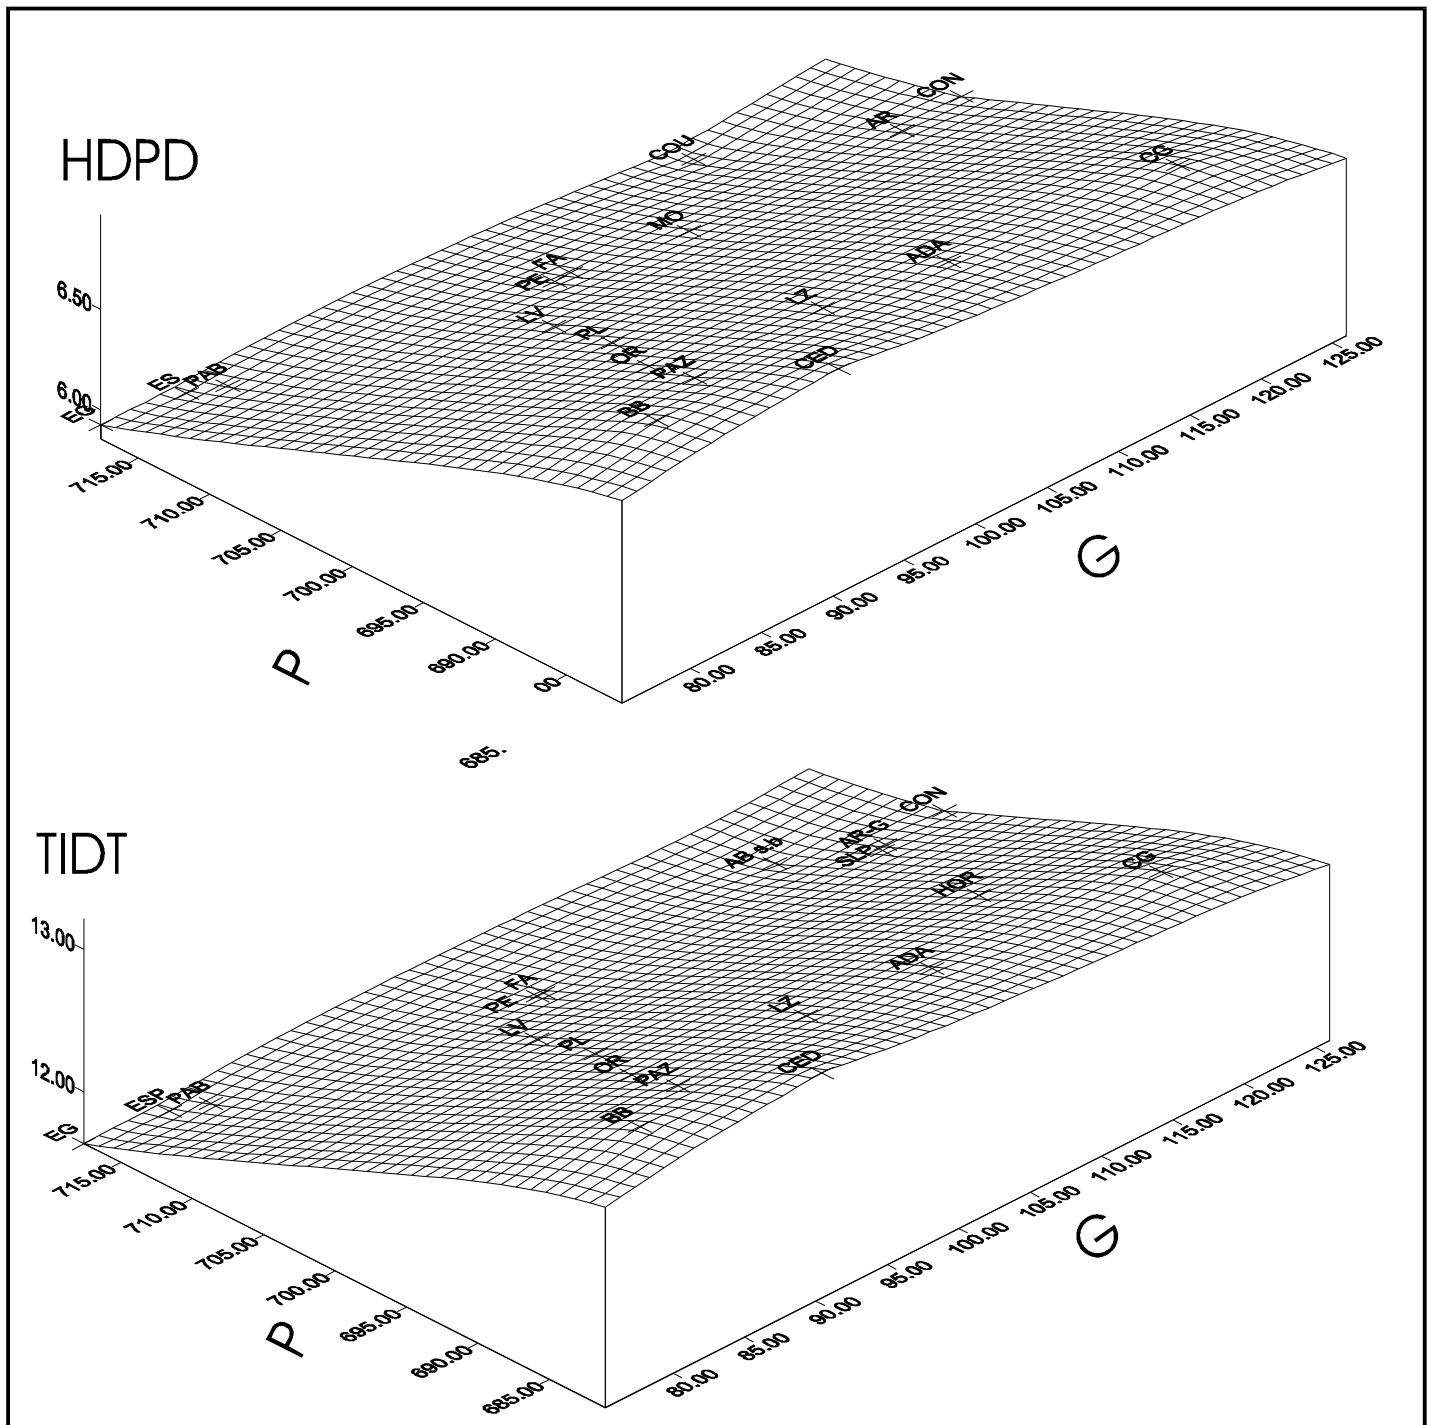 CON
AR
HDPD
COU
CG
MO
ADA
FA
PE
6.50
LZ
LV
PL
OR
CED
125.00
PAZ
120.00
ES
PAB
6.00
EG
BB
115.00
110.00
715.00
105.00
710.00
100.00
705.00
95.00
G
700.00
90.00
695.00
85.00
690.00
80.00
P
00
685.
CON
AR-G
TIDT
AB-s.b
SLP
CG
HOR
13.00
ADA
FA
PE
LZ
LV
PL
OR
CED
125.00
12.00
PAZ
ESP
PAB
120.00
BB
EG
115.00
110.00
715.00
105.00
710.00
100.00
G
705.00
95.00
700.00
90.00
695.00
P
85.00
690.00
80.00
685.00